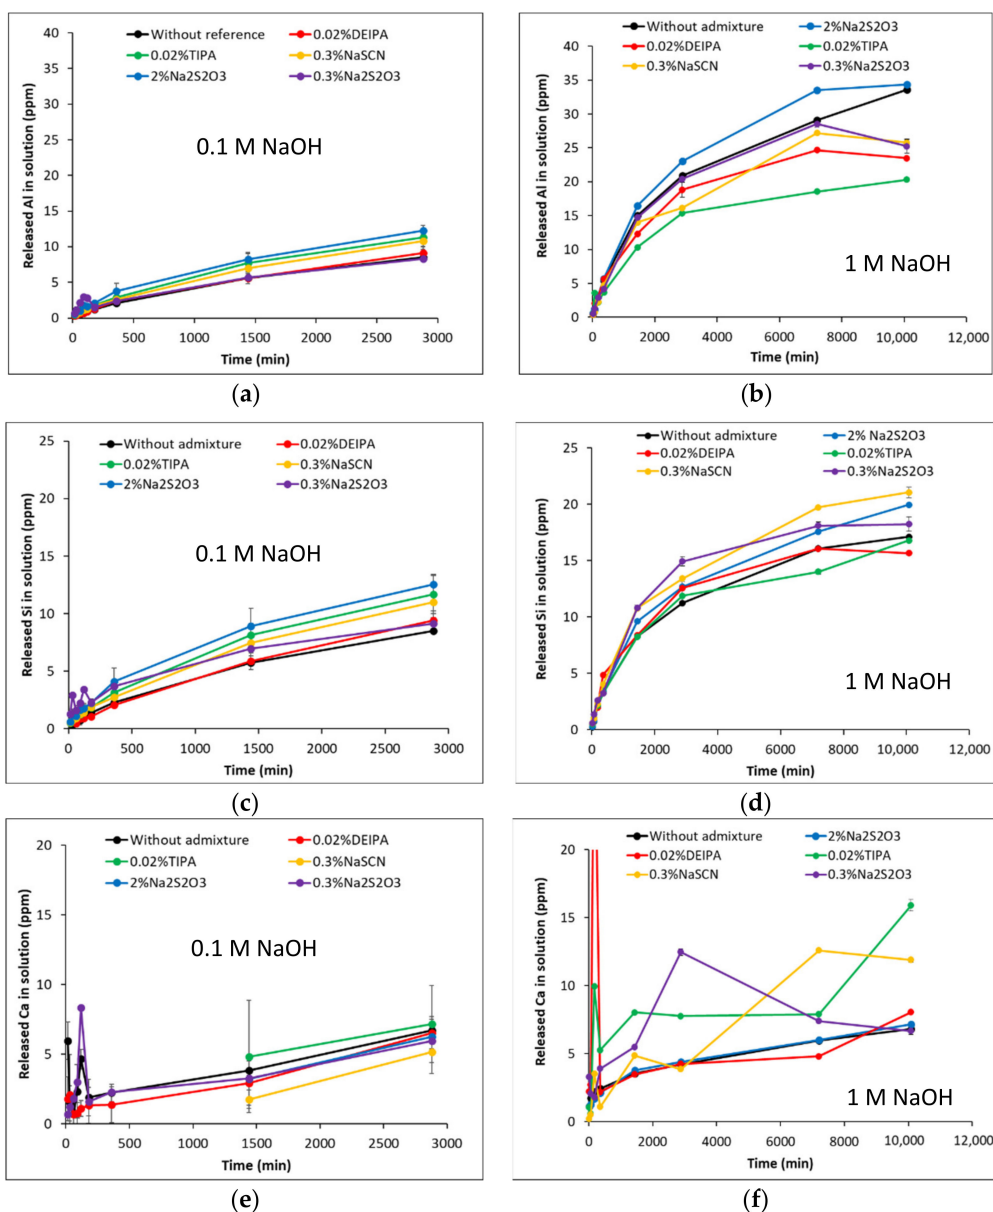 Without reference 0.02%DEIPA
0.02%TIPA 0.3%NaSCN
2%Na2S2O3 0.3%Na2S2O3
Released Al in solution (ppm)
40
35
30
25
20
15
10
5
0
0.1 M NaOH
0 500 1000 1500 2000 2500 3000
Time (min)
(a)
Without admixture 2%Na2S2O3
0.02%DEIPA 0.02%TIPA
0.3%NaSCN 0.3%Na2S2O3
Released Al in solution (ppm)
40
35
30
25
20
15
10
5
0
1 M NaOH
0 2000 4000 6000 8000 10,000 12,000
Time (min)
(b)
Without admixture 0.02%DEIPA
0.02%TIPA 0.3%NaSCN
2%Na2S2O3 0.3%Na2S2O3
Released Si in solution (ppm)
25
20
15
10
5
0
0.1 M NaOH
0 500 1000 1500 2000 2500 3000
Time (min)
(c)
Without admixture 2% Na2S2O3
0.02%DEIPA 0.02%TIPA
0.3%NaSCN 0.3%Na2S2O3
Released Si in solution (ppm)
25
20
15
10
5
0
1 M NaOH
0 2000 4000 6000 8000 10,000 12,000
Time (min)
(d)
Without admixture 0.02%DEIPA
0.02%TIPA 0.3%NaSCN
2%Na2S2O3 0.3%Na2S2O3
Released Ca in solution (ppm)
20
15
10
5
0
0.1 M NaOH
0 500 1000 1500 2000 2500 3000
Time (min)
(e)
Without admixture 2%Na2S2O3
0.02%DEIPA 0.02%TIPA
0.3%NaSCN 0.3%Na2S2O3
Released Ca in solution (ppm)
20
15
10
5
0
1 M NaOH
0 2000 4000 6000 8000 10,000 12,000
Time (min)
(f)